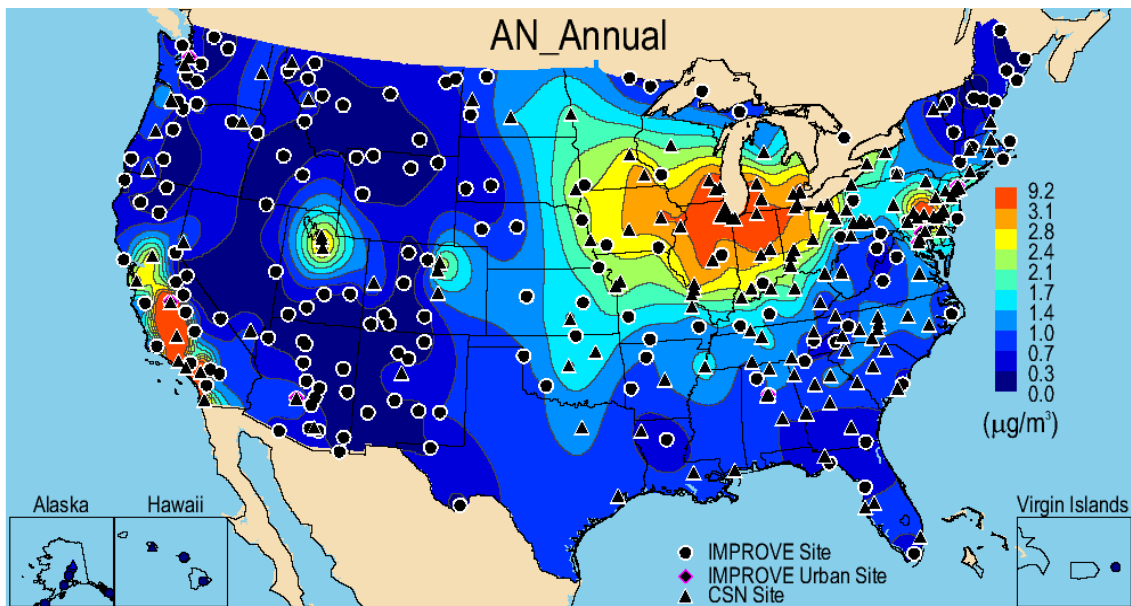 AN_Annual
9.2
3.1
2.8
2.4
2.1
1.7
1.4
1.0
0.7
0.3
0.0
(μg/m³)
Alaska
Hawaii
Virgin Islands
IMPROVE Site
IMPROVE Urban Site
CSN Site